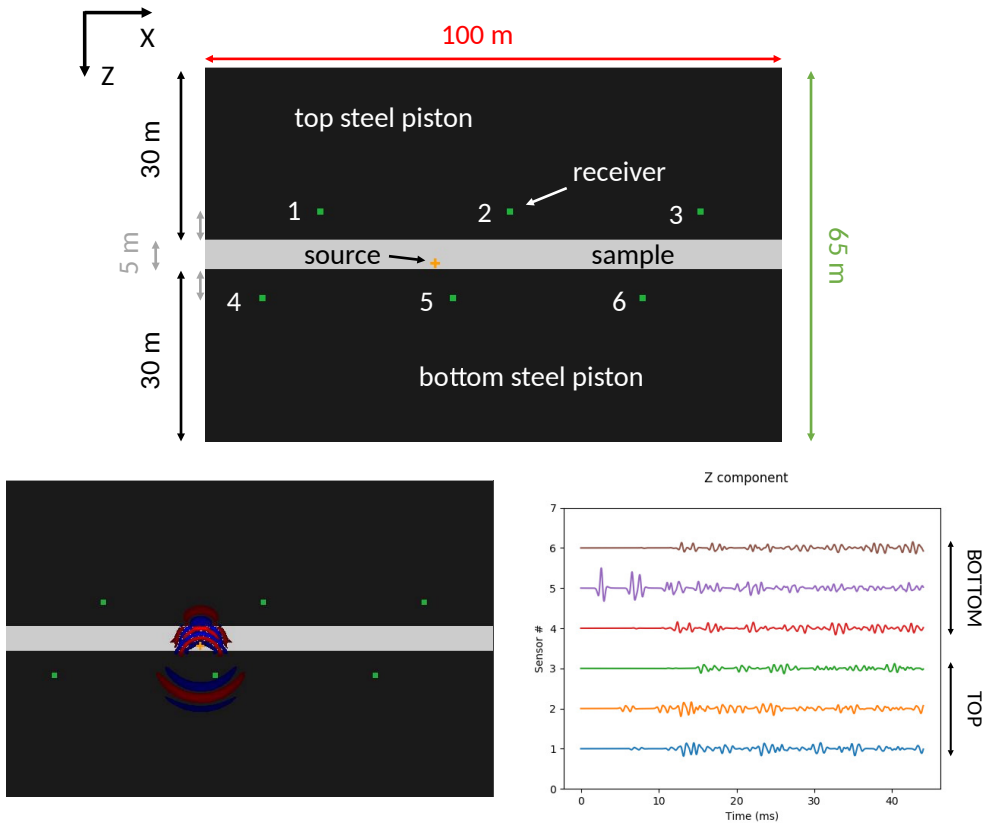 X
Z
100 m
30 m
top steel piston
receiver
1
2
3
5 m
source
sample
65 m
4
5
6
30 m
bottom steel piston
Z component
7
6
5
4
3
2
1
0
Sensor #
0
10
20
30
40
Time (ms)
BOTTOM
TOP